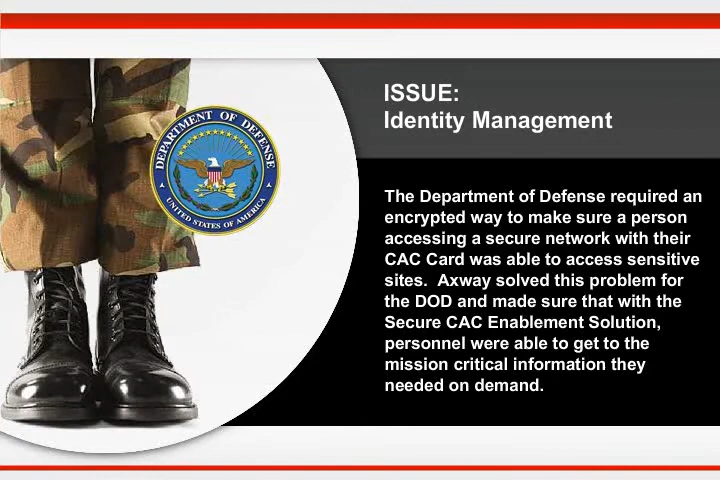 DEPARTMENT OF DEFENSE
UNITED STATES OF AMERICA
ISSUE:
Identity Management
The Department of Defense required an
encrypted way to make sure a person
accessing a secure network with their
CAC Card was able to access sensitive
sites.  Axway solved this problem for
the DOD and made sure that with the
Secure CAC Enablement Solution,
personnel were able to get to the
mission critical information they
needed on demand.